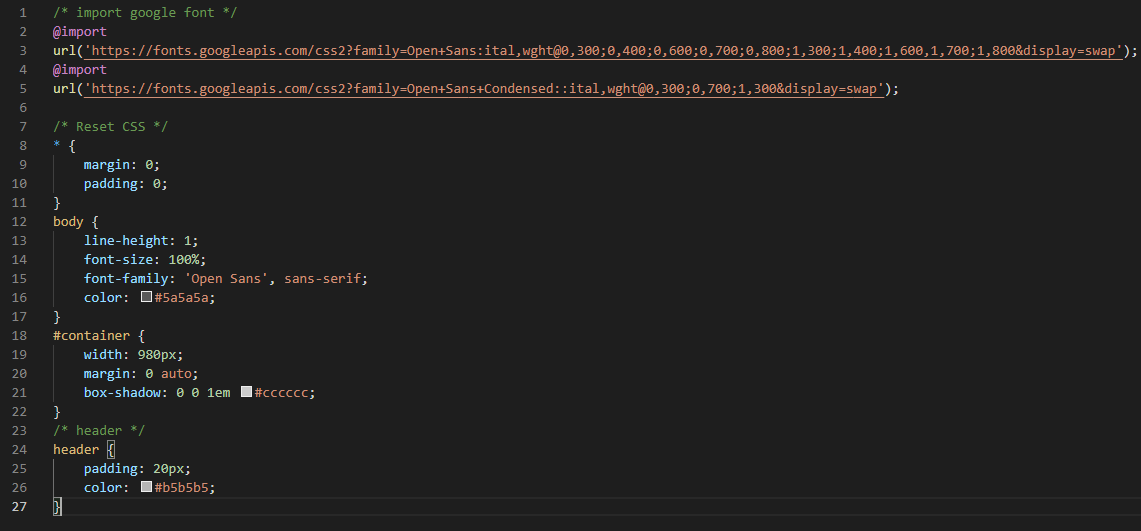 1 /* import google font */
2 @import
3 url('https://fonts.googleapis.com/css2?family=Open+Sans:ital,wght@0,300;0,400;0,600;0,700;0,800;1,300;1,400;1,600,1,700;1,800&display=swap');
4 @import
5 url('https://fonts.googleapis.com/css2?family=Open+Sans+Condensed::ital,wght@0,300;0,700;1,300&display=swap');
6
7 /* Reset CSS */
8 * {
9     margin: 0;
10     padding: 0;
11 }
12 body {
13     line-height: 1;
14     font-size: 100%;
15     font-family: 'Open Sans', sans-serif;
16     color: #5a5a5a;
17 }
18 #container {
19     width: 980px;
20     margin: 0 auto;
21     box-shadow: 0 0 1em #cccccc;
22 }
23 /* header */
24 header {
25     padding: 20px;
26     color: #b5b5b5;
27 }